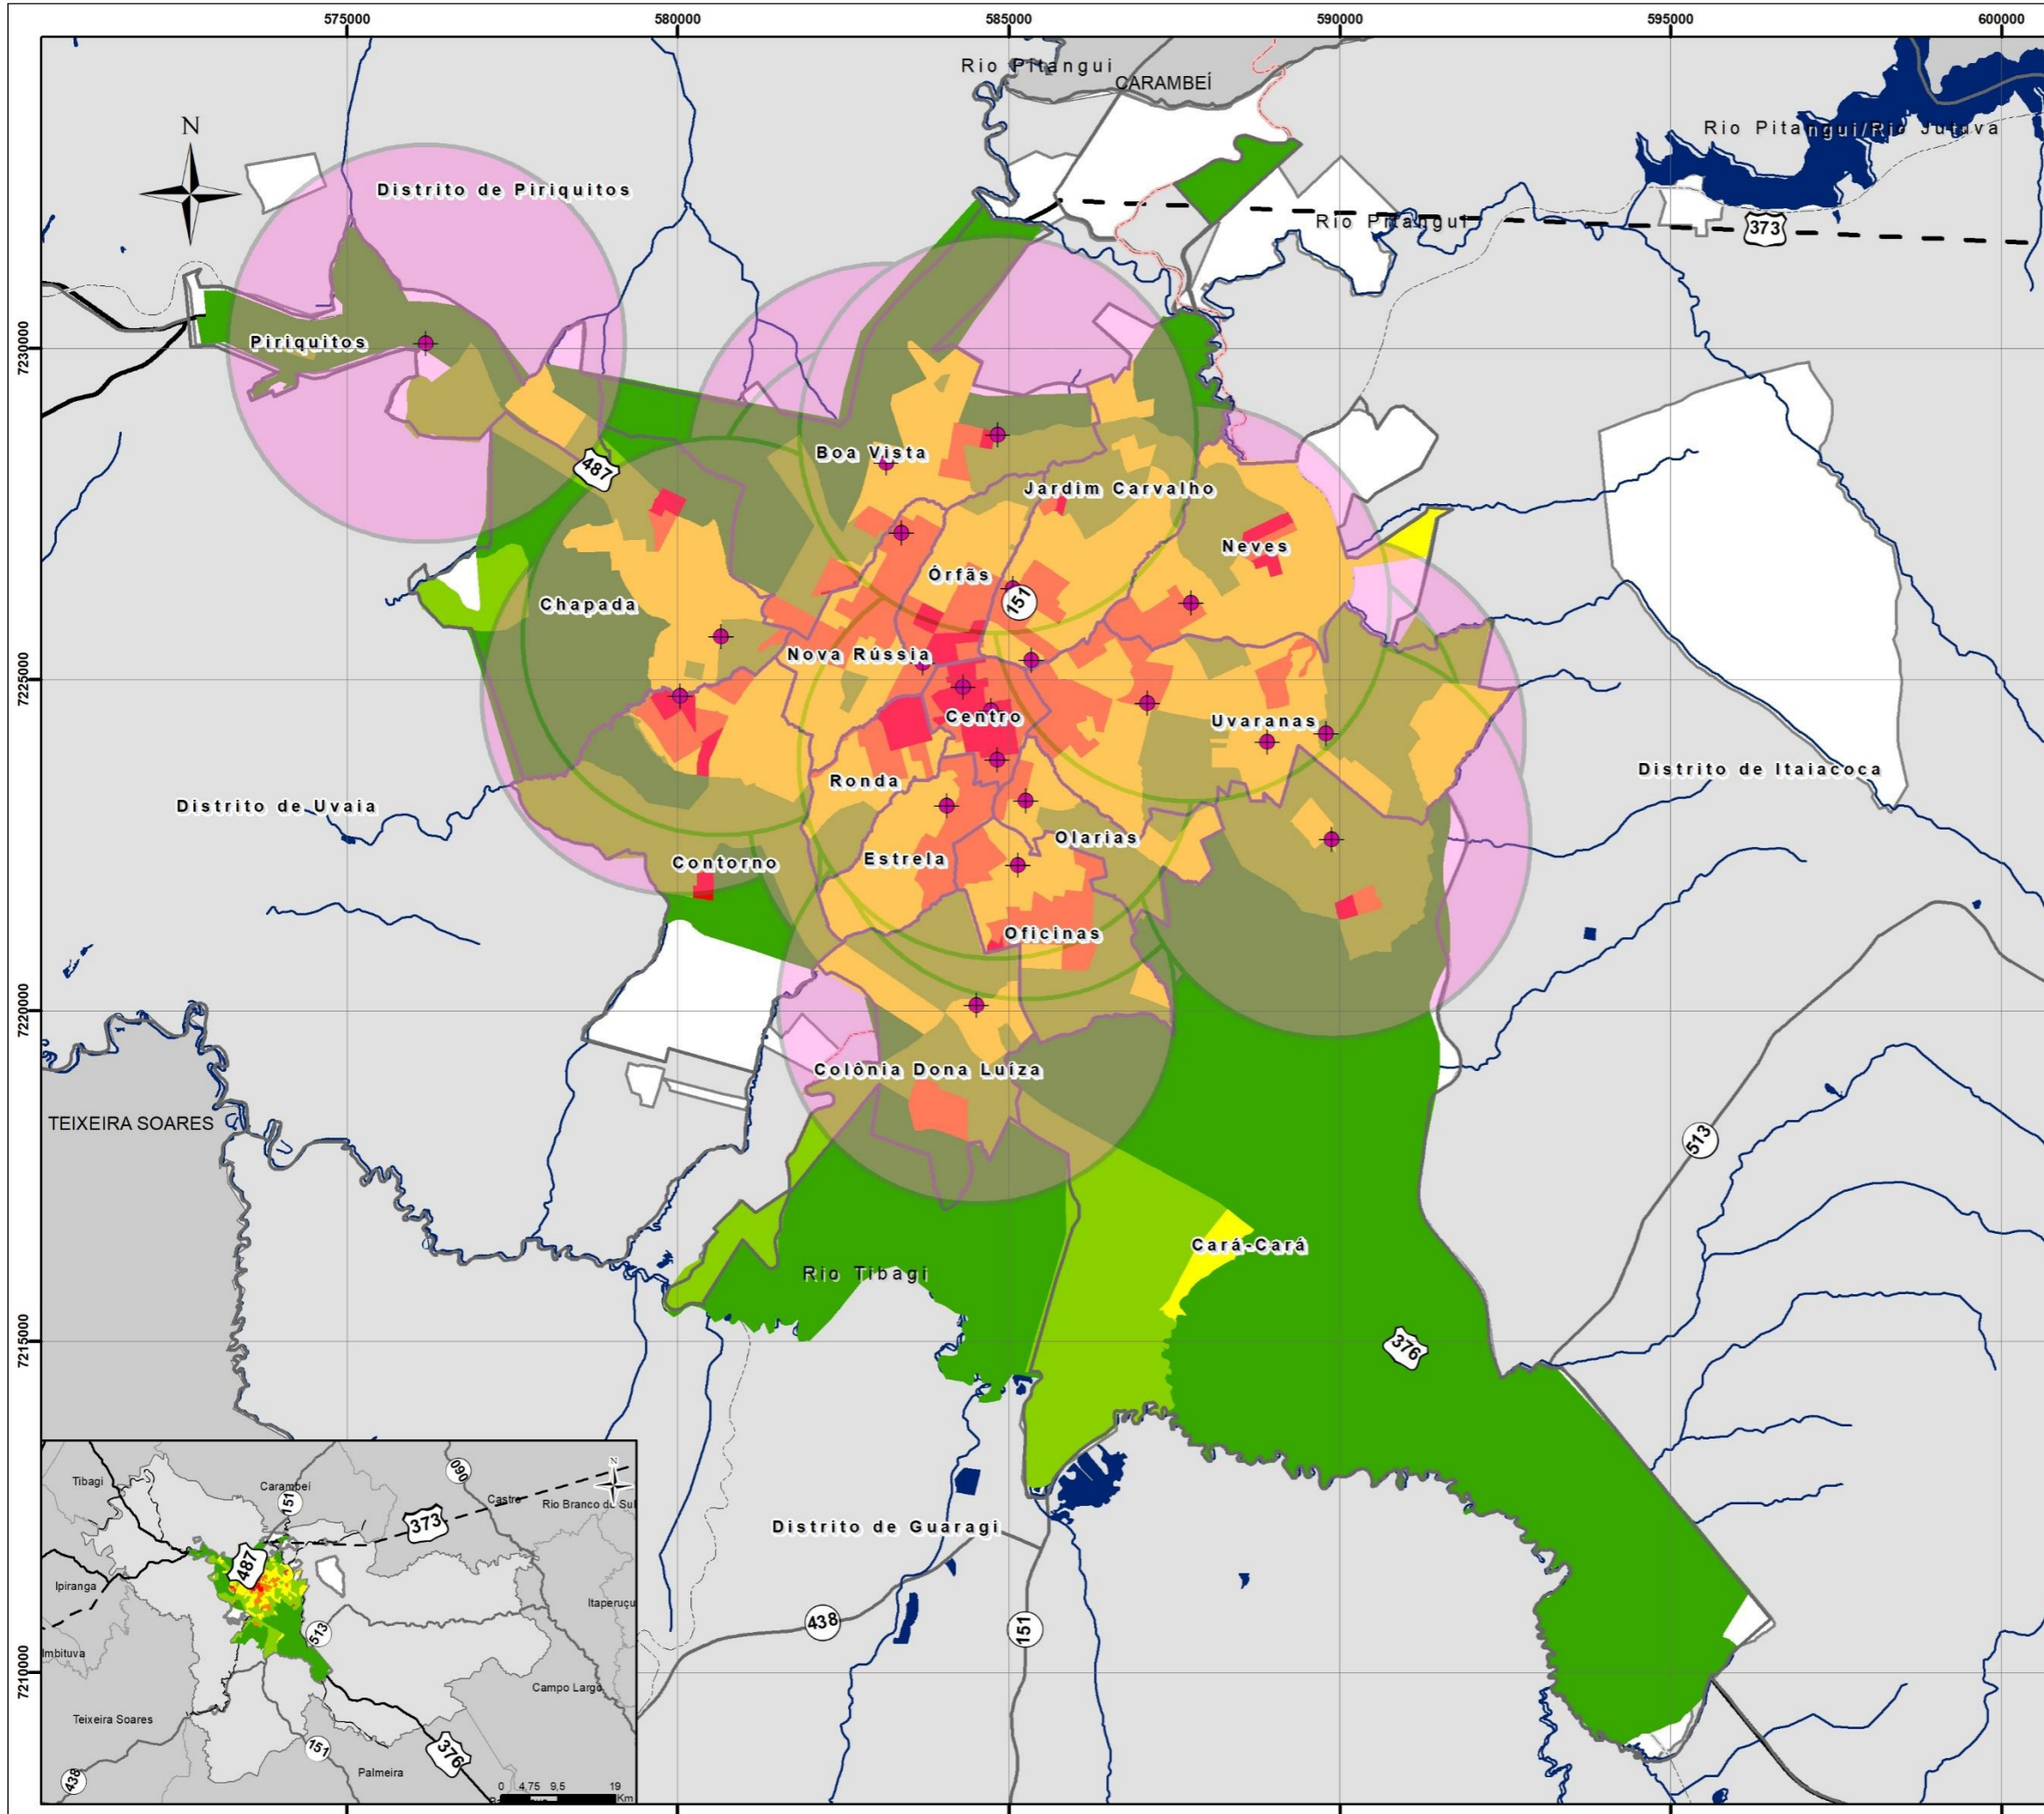 575000
580000
585000
590000
595000
600000
Rio Pitangui
CARAMBEÍ
Rio Pitangui/Rio Jutuva
N
Distrito de Piriquitos
Rio Pitangui
373
Piriquitos
7230000
Boa Vista
487
Jardim Carvalho
Neves
Órfãs
Chapada
151
Nova Rússia
7225000
Centro
Uvaranas
Distrito de Itaiacoca
Ronda
Distrito de Uvaia
Olarias
Estrela
Contorno
Oficinas
7220000
Colônia Dona Luíza
TEIXEIRA SOARES
513
Cará-Cará
Rio Tibagi
7215000
376
Distrito de Guaragi
438
151
7210000
Tibagi
Carambeí
151
090
N
Castro
Rio Branco do Sul
373
487
Ipiranga
Itaperuçu
513
Imbituva
Campo Largo
Teixeira Soares
151
376
Palmeira
438
0 4,75 9,5 19
Km